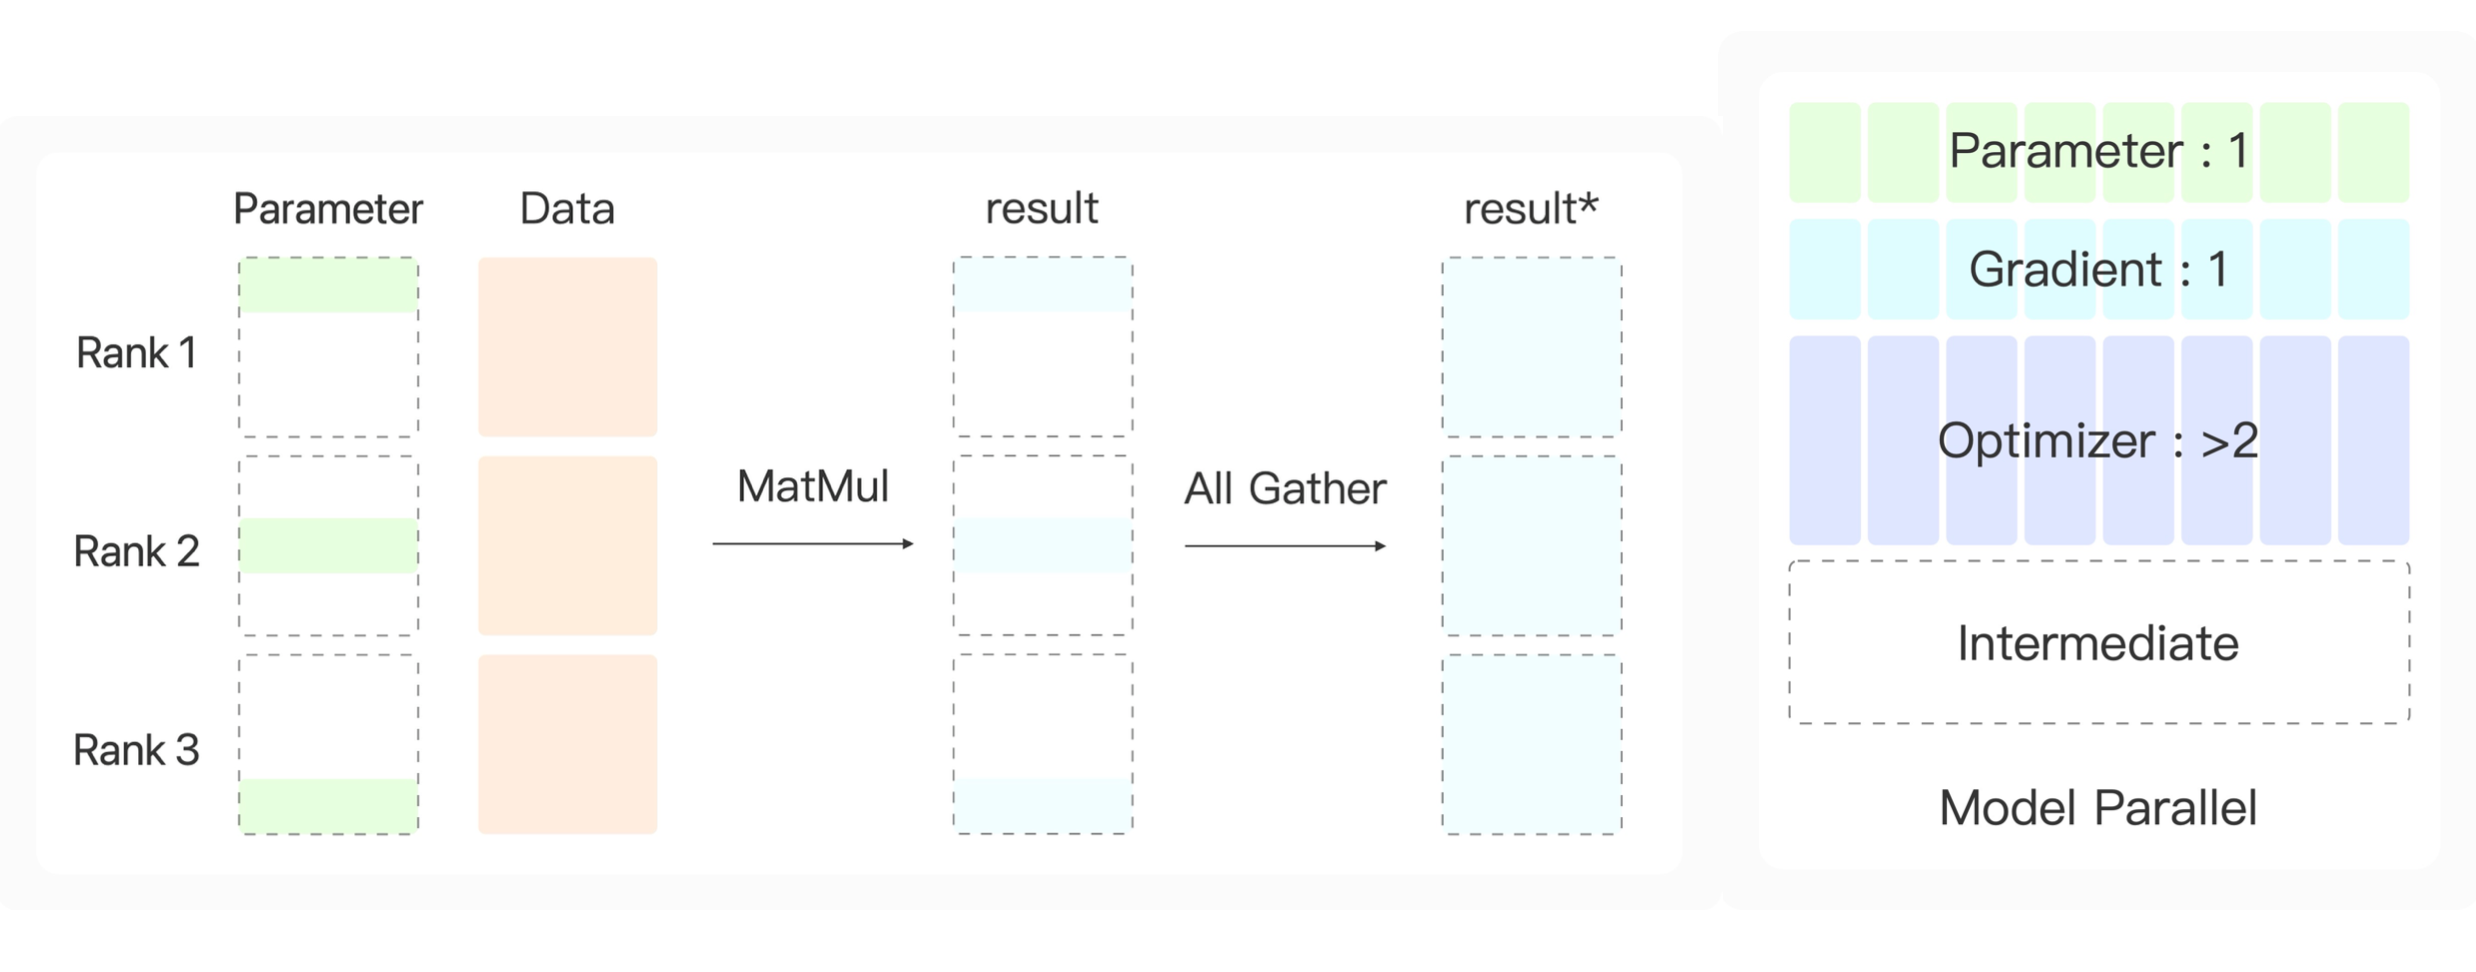 Parameter
Data
result
result*
Rank 1
Rank 2
Rank 3
MatMul
All Gather
Parameter : 1
Gradient : 1
Optimizer : >2
Intermediate
Model Parallel